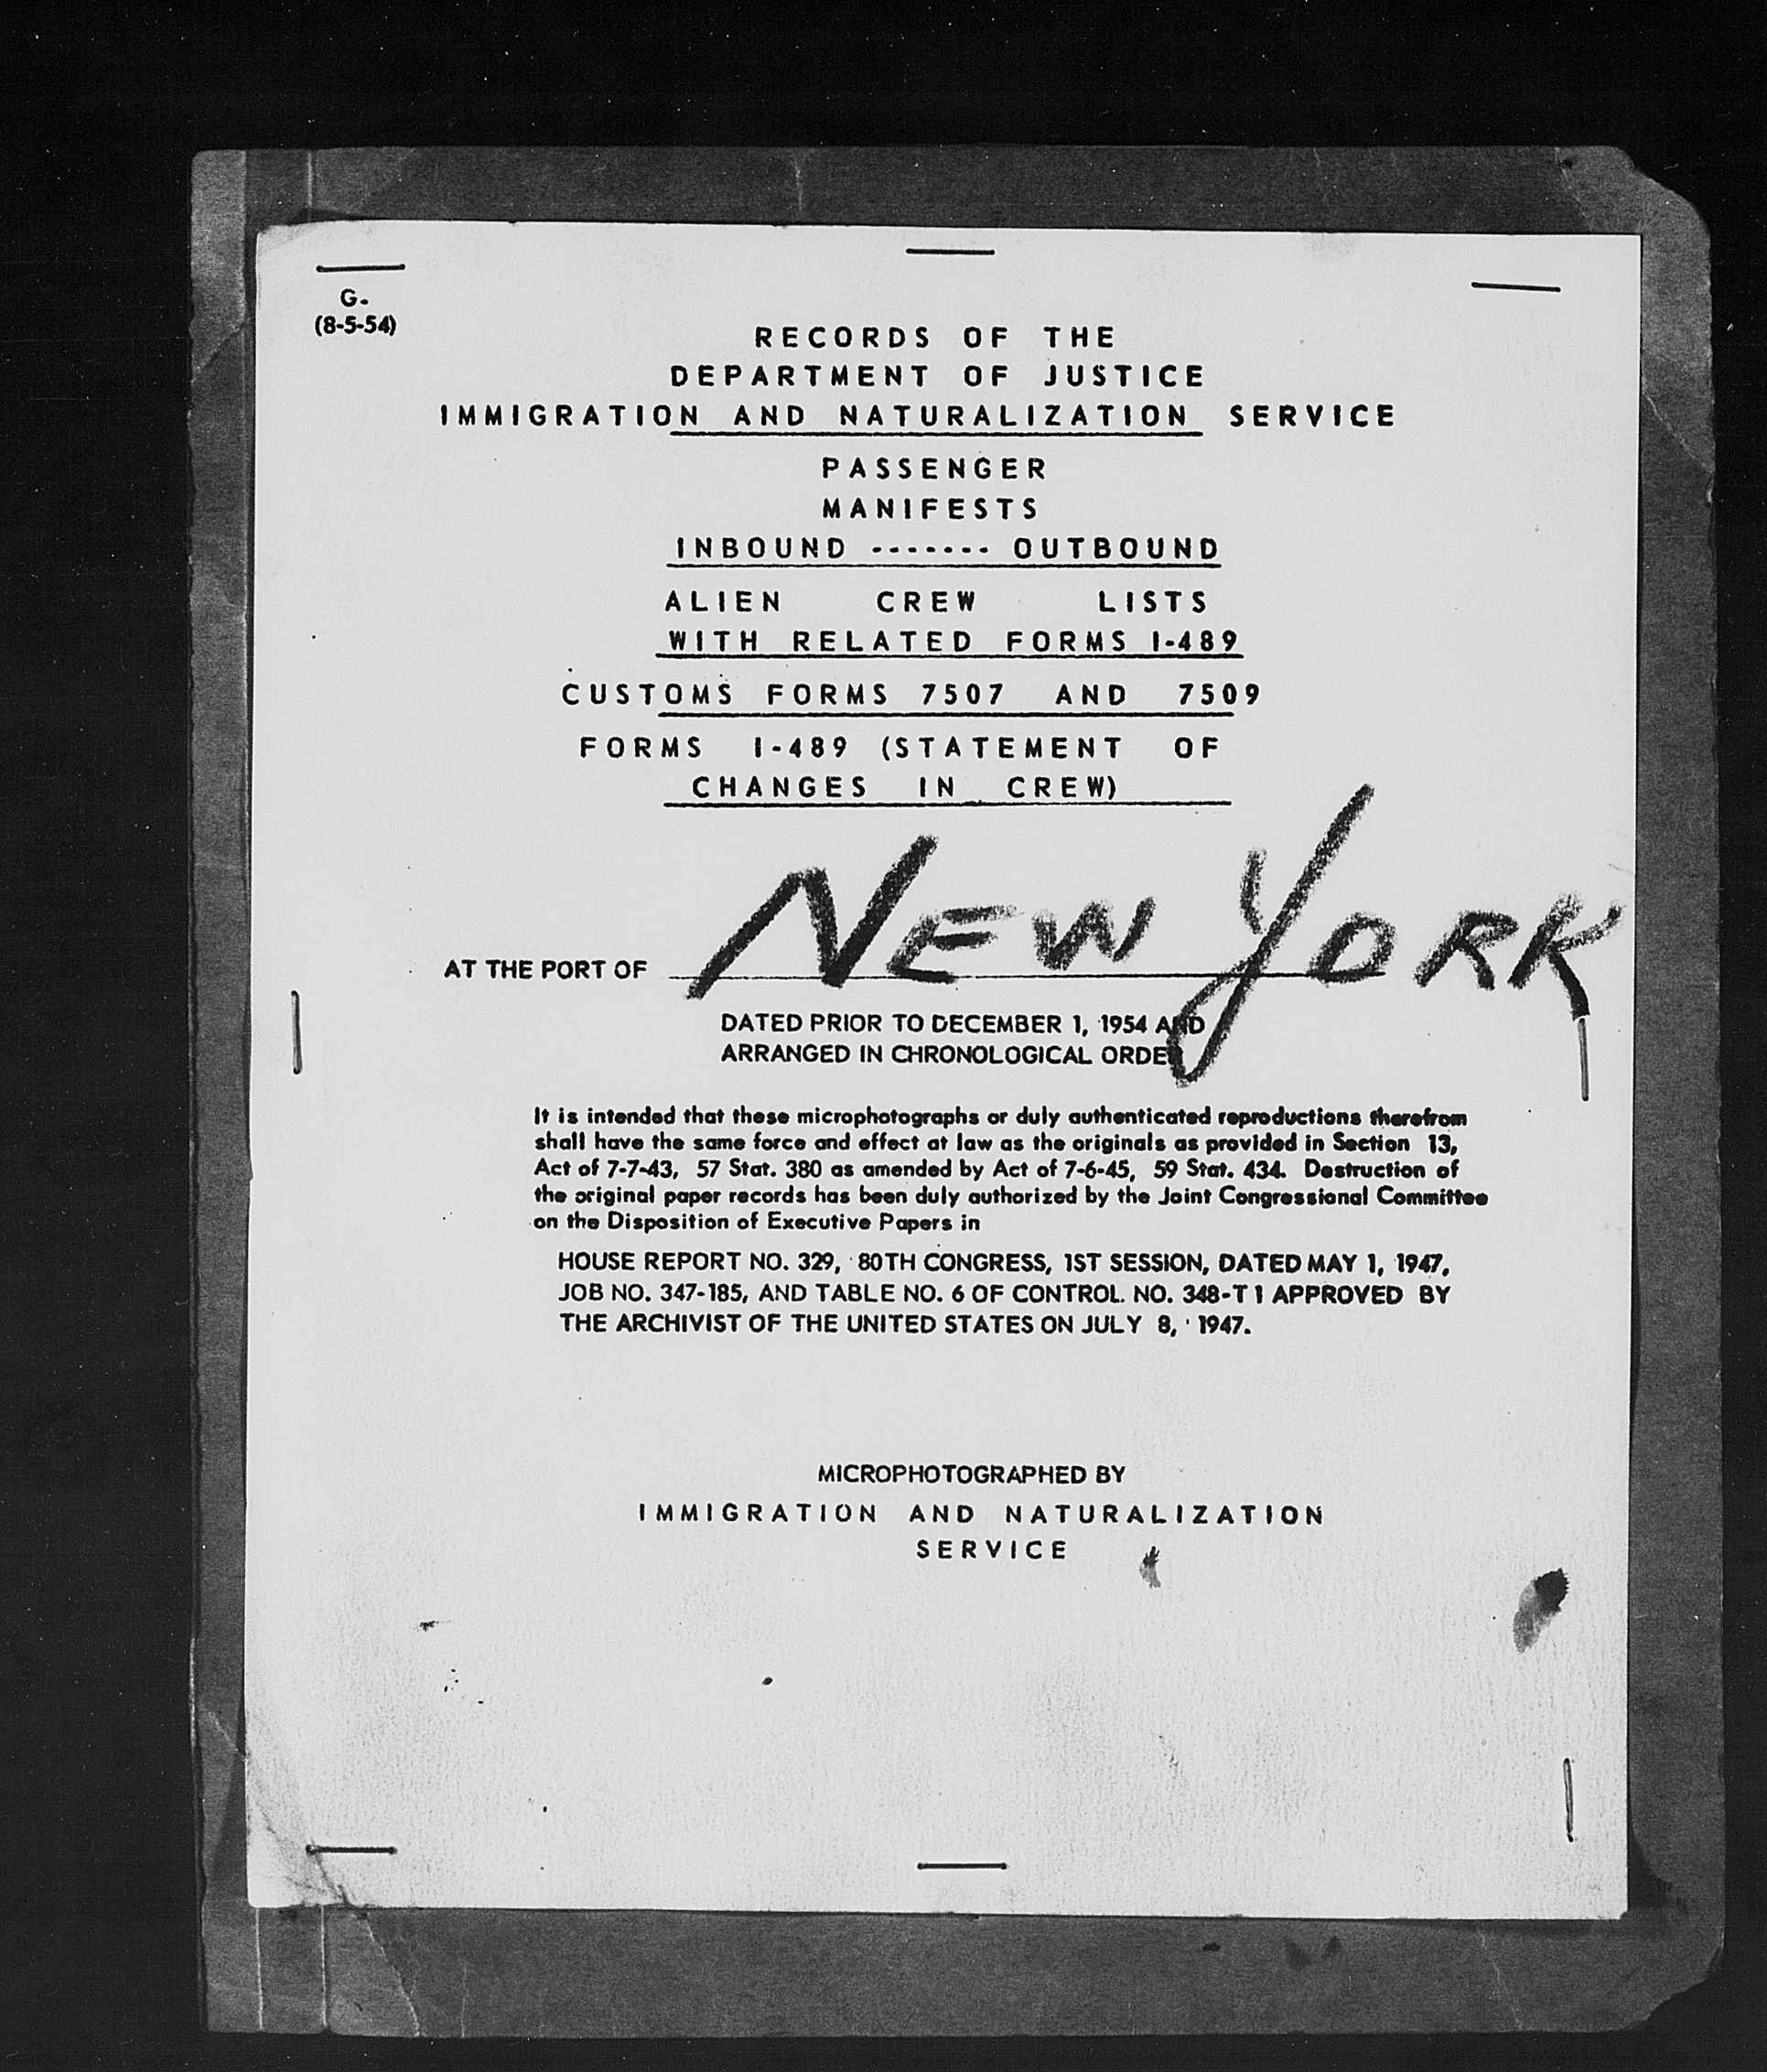 G-
(8-5-54)
RECORDS OF THE
DEPARTMENT OF JUSTICE
IMMIGRATION AND NATURALIZATION SERVICE
PASSENGER
MANIFESTS
INBOUND ------- OUTBOUND
ALIEN CREW LISTS
WITH RELATED FORMS I-489
CUSTOMS FORMS 7507 AND 7509
FORMS I-489 (STATEMENT OF
CHANGES IN CREW)
AT THE PORT OF NEW YORK
DATED PRIOR TO DECEMBER 1, 1954 AND
ARRANGED IN CHRONOLOGICAL ORDER
It is intended that these microphotographs or duly authenticated reproductions therefrom
shall have the same force and effect at law as the originals as provided in Section 13,
Act of 7-7-43, 57 Stat. 380 as amended by Act of 7-6-45, 59 Stat. 434. Destruction of
the original paper records has been duly authorized by the Joint Congressional Committee
on the Disposition of Executive Papers in
HOUSE REPORT NO. 329, 80TH CONGRESS, 1ST SESSION, DATED MAY 1, 1947,
JOB NO. 347-185, AND TABLE NO. 6 OF CONTROL NO. 348-T1 APPROVED BY
THE ARCHIVIST OF THE UNITED STATES ON JULY 8, 1947.
MICROPHOTOGRAPHED BY
IMMIGRATION AND NATURALIZATION
SERVICE